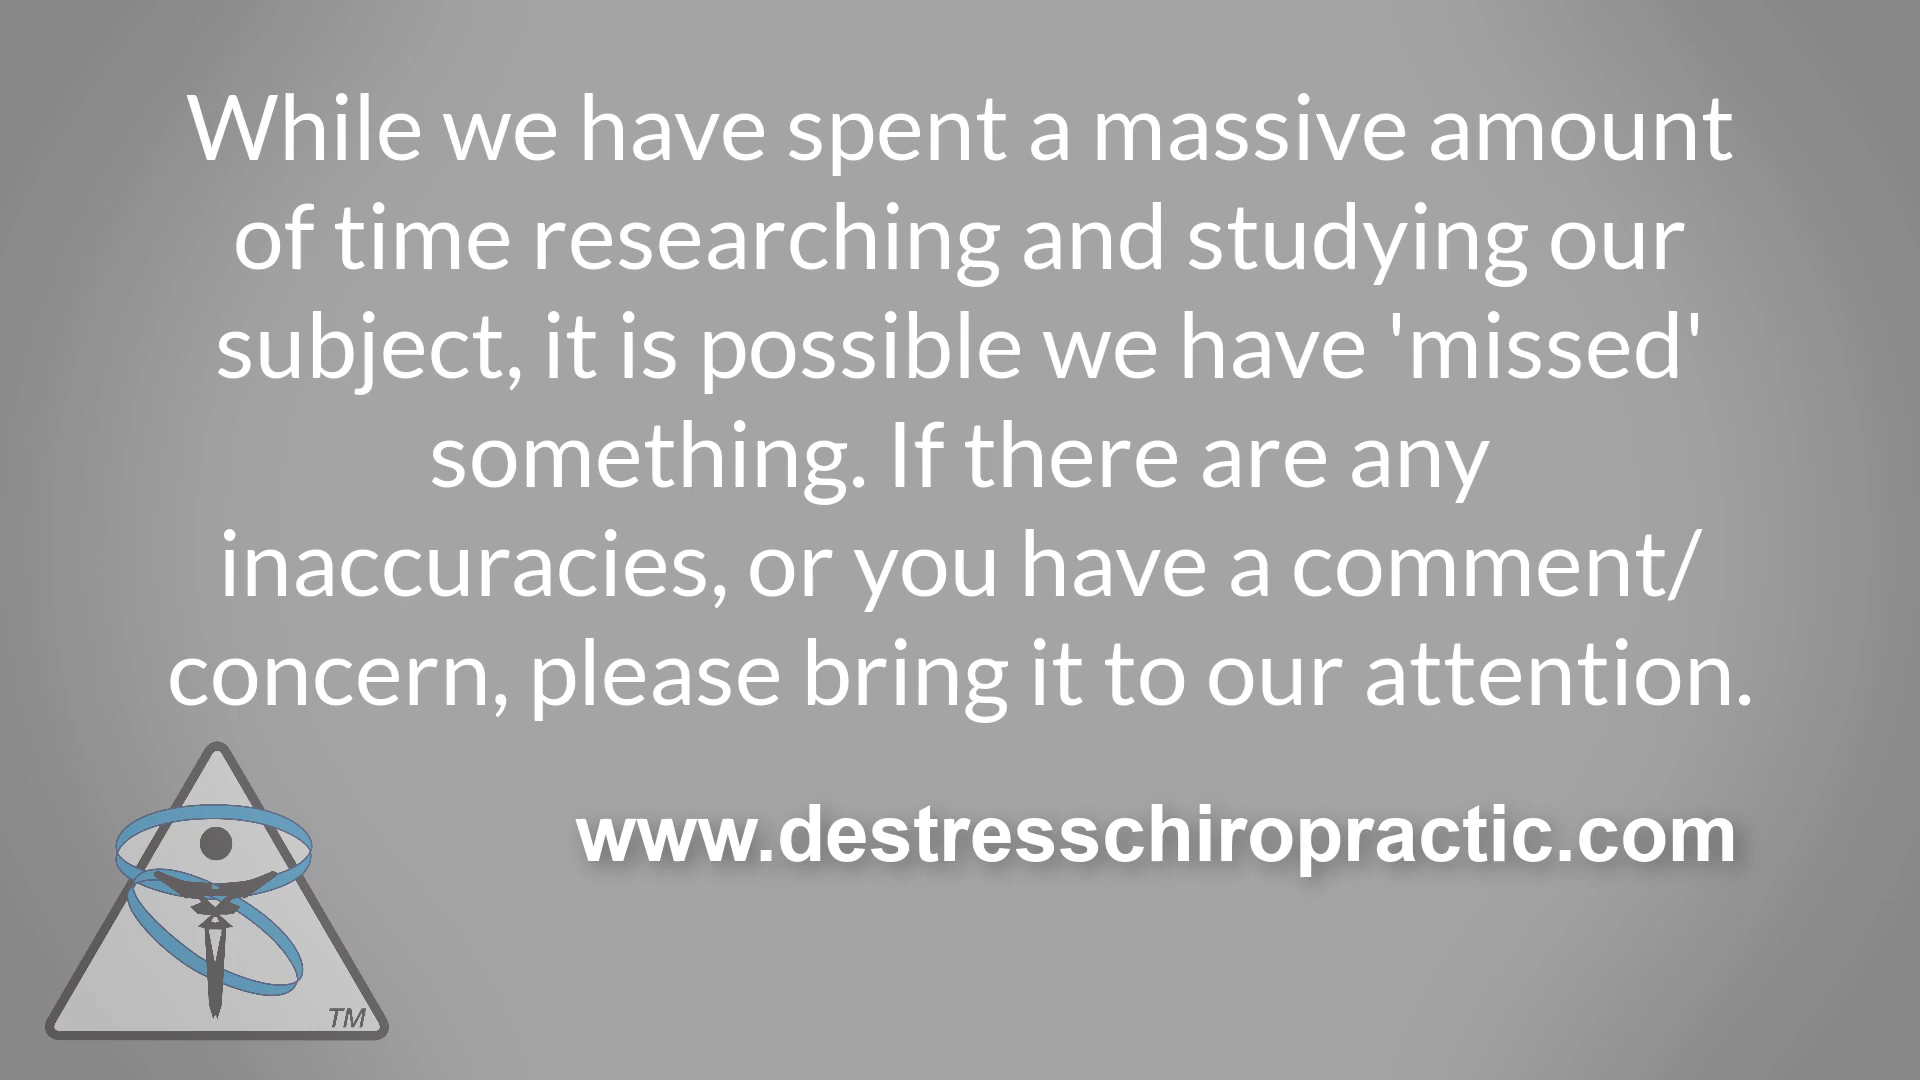 While we have spent a massive amount
of time researching and studying our
subject, it is possible we have 'missed'
something. If there are any
inaccuracies, or you have a comment/
concern, please bring it to our attention.
www.destresschiropractic.com
TM